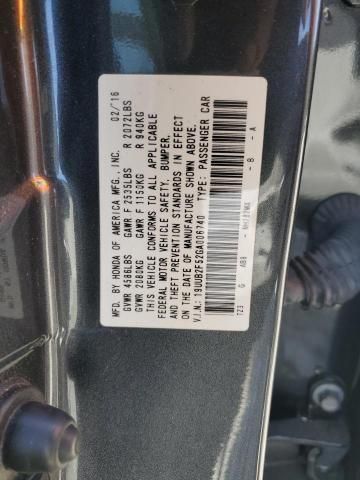 MFD. BY HONDA OF AMERICA MFG., INC. 02/16
GVWR 4586LBS GAWR F 2535LBS R 2072LBS
GVWR 2080KG GAWR F 1150KG R 940KG
THIS VEHICLE CONFORMS TO ALL APPLICABLE
FEDERAL MOTOR VEHICLE SAFETY, BUMPER,
AND THEFT PREVENTION STANDARDS IN EFFECT
ON THE DATE OF MANUFACTURE SHOWN ABOVE.
V.I.N.: 19UUB2F52GA006740 TYPE: PASSENGER CAR
TZ3 G AB8 - - B - A